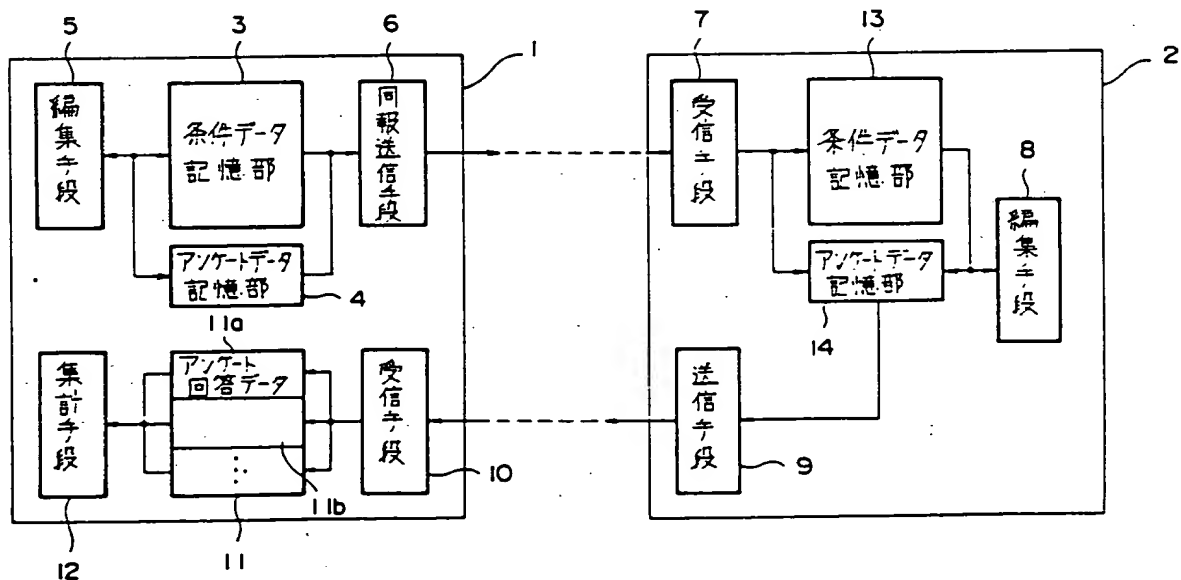 5
3
6
1
7
13
2
編集手段
条件データ
記憶部
同報送信手段
受信手段
条件データ
記憶部
8
編集手段
アンケートデータ
記憶部
4
アンケートデータ
記憶部
14
11a
アンケート
回答データ
集計手段
受信手段
送信手段
10
9
11b
12
11